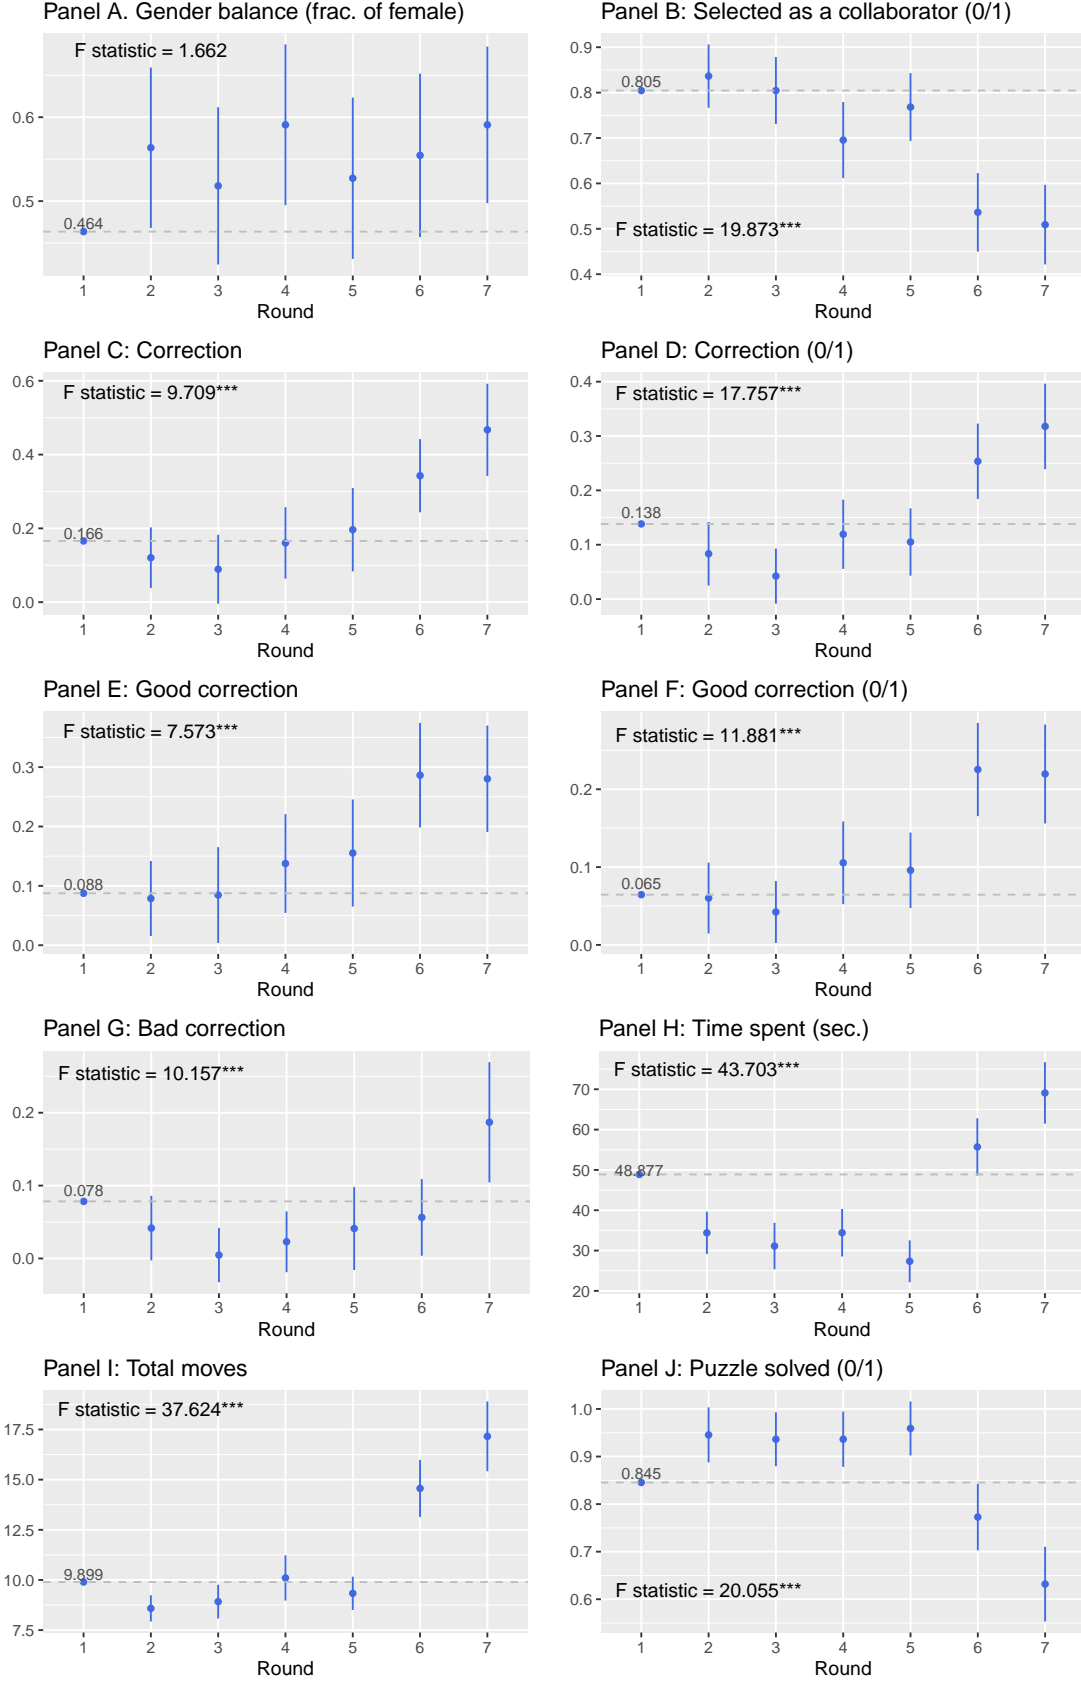 Panel A. Gender balance (frac. of female)
F statistic = 1.662
0.6
0.5
0.464
1 2 3 4 5 6 7
Round
Panel B: Selected as a collaborator (0/1)
0.9
0.8
0.7
0.6
0.5
0.4
0.805
F statistic = 19.873***
1 2 3 4 5 6 7
Round
Panel C: Correction
F statistic = 9.709***
0.6
0.4
0.2
0.0
0.166
1 2 3 4 5 6 7
Round
Panel D: Correction (0/1)
F statistic = 17.757***
0.4
0.3
0.2
0.1
0.0
0.138
1 2 3 4 5 6 7
Round
Panel E: Good correction
F statistic = 7.573***
0.3
0.2
0.1
0.0
0.088
1 2 3 4 5 6 7
Round
Panel F: Good correction (0/1)
F statistic = 11.881***
0.2
0.1
0.0
0.065
1 2 3 4 5 6 7
Round
Panel G: Bad correction
F statistic = 10.157***
0.2
0.1
0.0
0.078
1 2 3 4 5 6 7
Round
Panel H: Time spent (sec.)
F statistic = 43.703***
70
60
50
40
30
20
48.877
1 2 3 4 5 6 7
Round
Panel I: Total moves
F statistic = 37.624***
17.5
15.0
12.5
10.0
7.5
9.899
1 2 3 4 5 6 7
Round
Panel J: Puzzle solved (0/1)
1.0
0.9
0.8
0.7
0.6
0.845
F statistic = 20.055***
1 2 3 4 5 6 7
Round